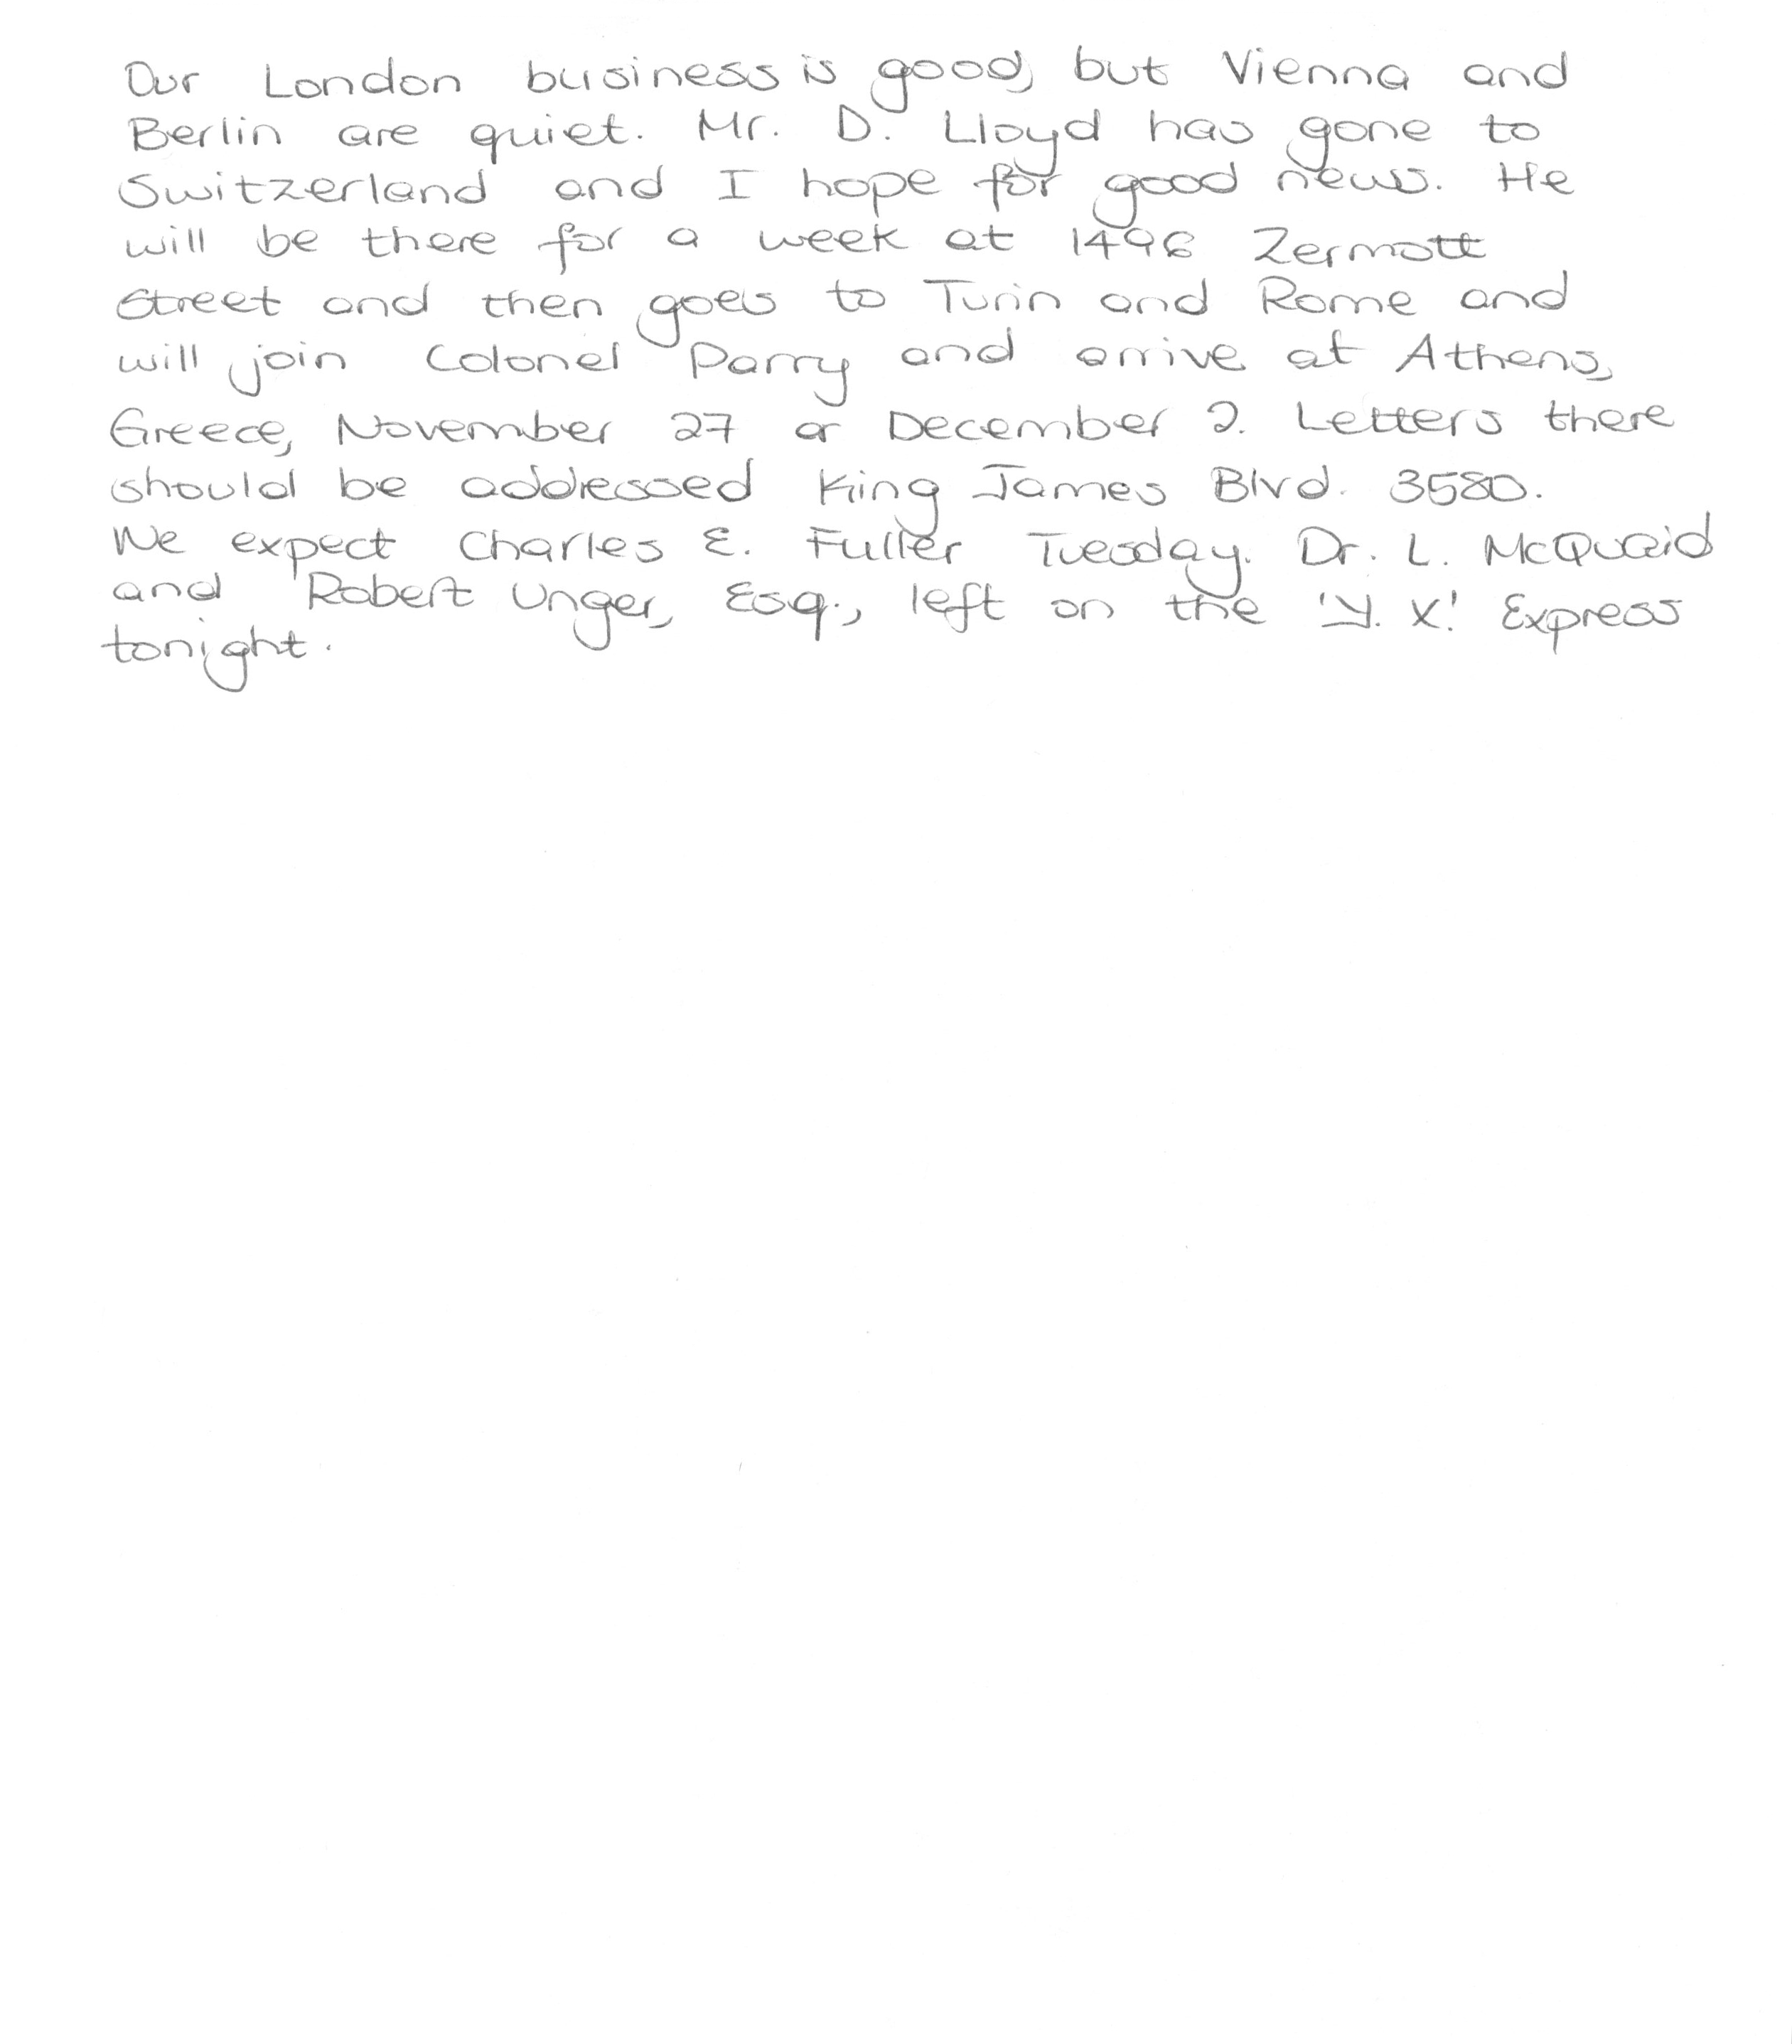 Our London business is good, but Vienna and
Berlin are quiet. Mr. D. Lloyd has gone to
Switzerland and I hope for good news. He
will be there for a week at 1496 Zermott
Street and then goes to Turin and Rome and
will join Colonel Parry and arrive at Athens,
Greece, November 27 or December 2. Letters there
should be addressed King James Blvd. 3580.
We expect Charles E. Fuller Tuesday. Dr. L. McQuaid
and Robert Unger, Esq., left on the 'Y. X.' Express
tonight.